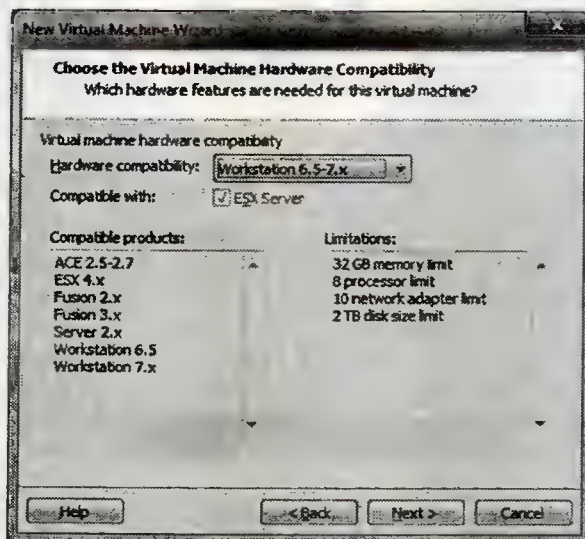 New Virtual Machine Wizard
Choose the Virtual Machine Hardware Compatibility
Which hardware features are needed for this virtual machine?
Virtual machine hardware compatibility
Hardware compatibility: Workstation 6.5-7.x
Compatible with: ESX Server
Compatible products:
ACE 2.5-2.7
ESX 4.x
Fusion 2.x
Fusion 3.x
Server 2.x
Workstation 6.5
Workstation 7.x
Limitations:
32 GB memory limit
8 processor limit
10 network adapter limit
2 TB disk size limit
Help < Back Next > Cancel